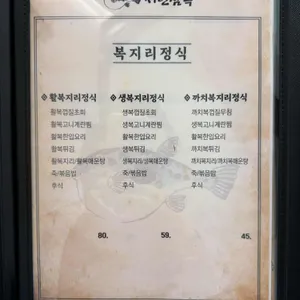 복지리정식
※ 활복지리정식
활복껍질초회
활복고니계란찜
활복한입요리
활복튀김
활복지리/활복매운탕
죽/볶음밥
후식
80.
※ 생복지리정식
생복껍질초회
생복고니계란찜
활복한입요리
생복튀김
생복지리/생복매운탕
죽/볶음밥
후식
59.
※ 까치복지리정식
까치복껍질무침
생복고니계란찜
활복한입요리
까치복튀김
까치복지리/까치복매운탕
죽/볶음밥
후식
45.